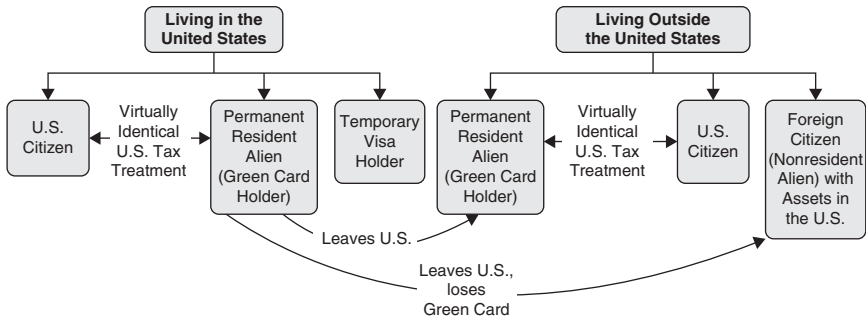 Living in the
United States
Living Outside
the United States
U.S.
Citizen
Virtually
Identical
U.S. Tax
Treatment
Permanent
Resident
Alien
(Green Card
Holder)
Temporary
Visa
Holder
Permanent
Resident
Alien
(Green Card
Holder)
Virtually
Identical
U.S. Tax
Treatment
U.S.
Citizen
Foreign
Citizen
(Nonresident
Alien) with
Assets in
the U.S.
Leaves U.S.
Leaves U.S.,
loses
Green Card